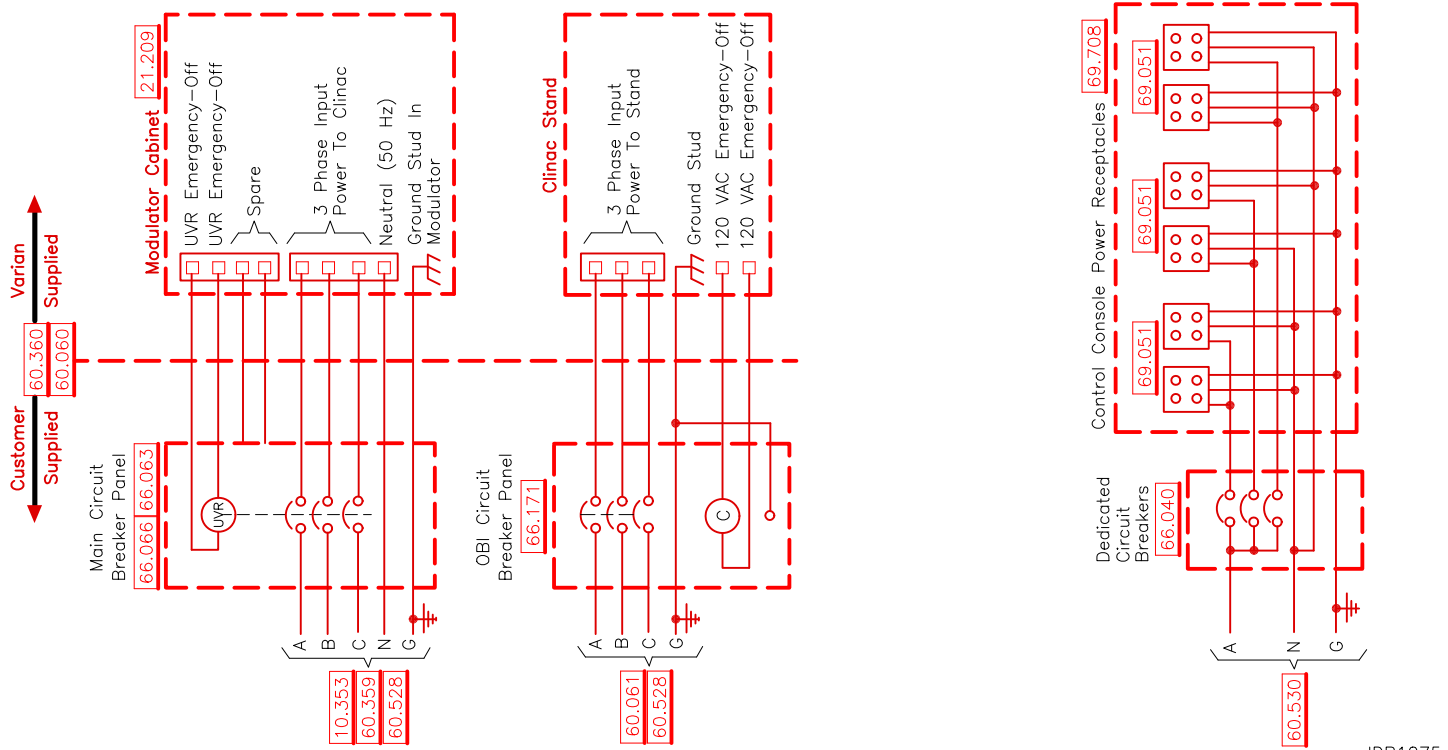 Varian
Supplied
60.360
60.060
Customer
Supplied
Modulator Cabinet
21.209
UVR Emergency-Off
UVR Emergency-Off
Spare
3 Phase Input
Power To Clinac
Neutral (50 Hz)
Ground Stud In
Modulator
Main Circuit
Breaker Panel
66.066
66.063
UVR
A
B
C
N
G
10.353
60.359
60.528
Clinac Stand
3 Phase Input
Power To Stand
Ground Stud
120 VAC Emergency-Off
120 VAC Emergency-Off
OBI Circuit
Breaker Panel
66.171
C
A
B
C
G
60.061
60.528
Control Console Power Receptacles
69.708
69.051
69.051
69.051
Dedicated
Circuit
Breakers
66.040
A
N
G
60.530